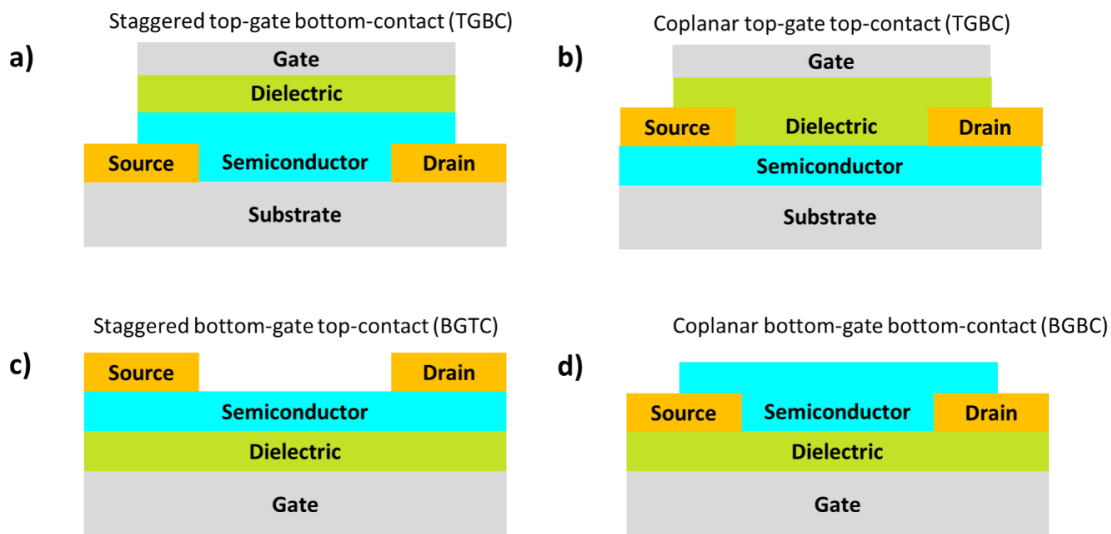 Staggered top-gate bottom-contact (TGBC)
a)
Gate
Dielectric
Source
Semiconductor
Drain
Substrate
Coplanar top-gate top-contact (TGBC)
b)
Gate
Source
Dielectric
Drain
Semiconductor
Substrate
Staggered bottom-gate top-contact (BGTC)
c)
Source
Drain
Semiconductor
Dielectric
Gate
Coplanar bottom-gate bottom-contact (BGBC)
d)
Source
Semiconductor
Drain
Dielectric
Gate